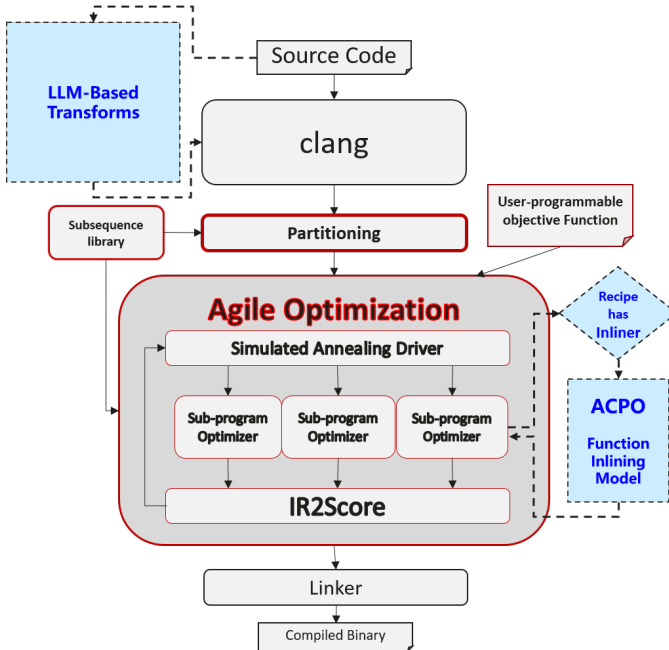 Source Code
LLM-Based
Transforms
clang
User-programmable
objective Function
Subsequence
library
Partitioning
Agile Optimization
Recipe
has
Inliner
Simulated Annealing Driver
Sub-program
Optimizer
Sub-program
Optimizer
Sub-program
Optimizer
ACPO
Function
Inlining
Model
IR2Score
Linker
Compiled Binary